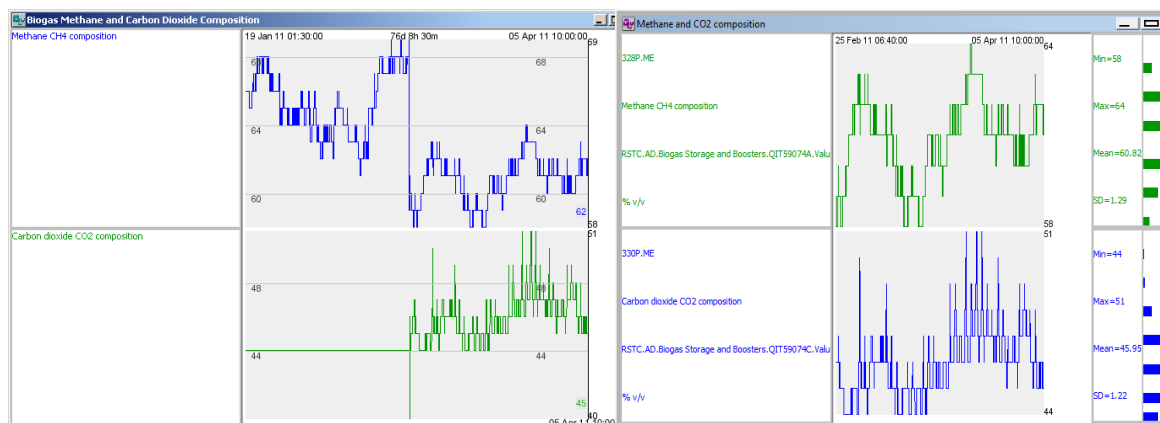 Biogas Methane and Carbon Dioxide Composition
Methane CH4 composition
19 Jan 11 01:30:00 76d 8h 30m 05 Apr 11 10:00:00
69
68 68
64 64
60 60
62
58
Carbon dioxide CO2 composition
51
48 48
44 44
45
40
05 Apr 11 10:00
Methane and CO2 composition
25 Feb 11 06:40:00 05 Apr 11 10:00:00
64
328P.ME
Methane CH4 composition
RSTC.AD.Biogas Storage and Boosters.QIT59074A.Valu
% v/v
58
Min=58
Max=64
Mean=60.82
SD=1.29
51
330P.ME
Carbon dioxide CO2 composition
RSTC.AD.Biogas Storage and Boosters.QIT59074C.Valu
% v/v
44
Min=44
Max=51
Mean=45.95
SD=1.22